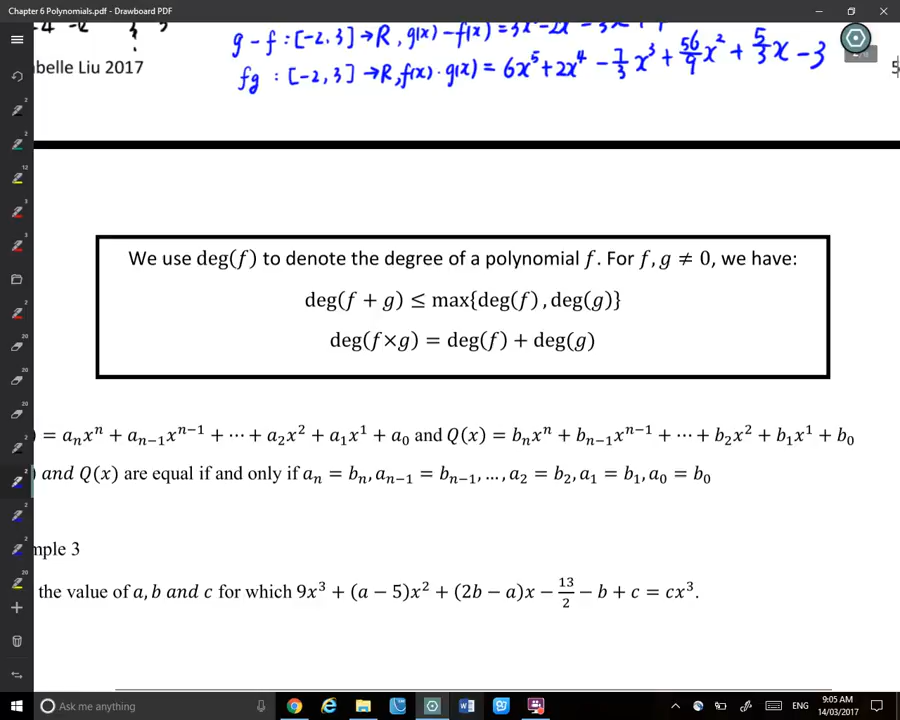 Chapter 6 Polynomials.pdf - Drawboard PDF
g - f : [-2, 3] → R, g(x) - f(x) =
belle Liu 2017
fg : [-2, 3] → R, f(x) · g(x) = 6x⁵ + 2x⁴ - 7/3 x³ + 56/9 x² + 5/3 x - 3
We use deg(f) to denote the degree of a polynomial f. For f, g ≠ 0, we have:
deg(f + g) ≤ max{deg(f), deg(g)}
deg(f×g) = deg(f) + deg(g)
) = aₙxⁿ + aₙ₋₁xⁿ⁻¹ + ⋯ + a₂x² + a₁x¹ + a₀ and Q(x) = bₙxⁿ + bₙ₋₁xⁿ⁻¹ + ⋯ + b₂x² + b₁x¹ + b₀
) and Q(x) are equal if and only if aₙ = bₙ, aₙ₋₁ = bₙ₋₁, …, a₂ = b₂, a₁ = b₁, a₀ = b₀
mple 3
the value of a, b and c for which 9x³ + (a − 5)x² + (2b − a)x − 13/2 − b + c = cx³.
Ask me anything
ENG
9:05 AM
14/03/2017